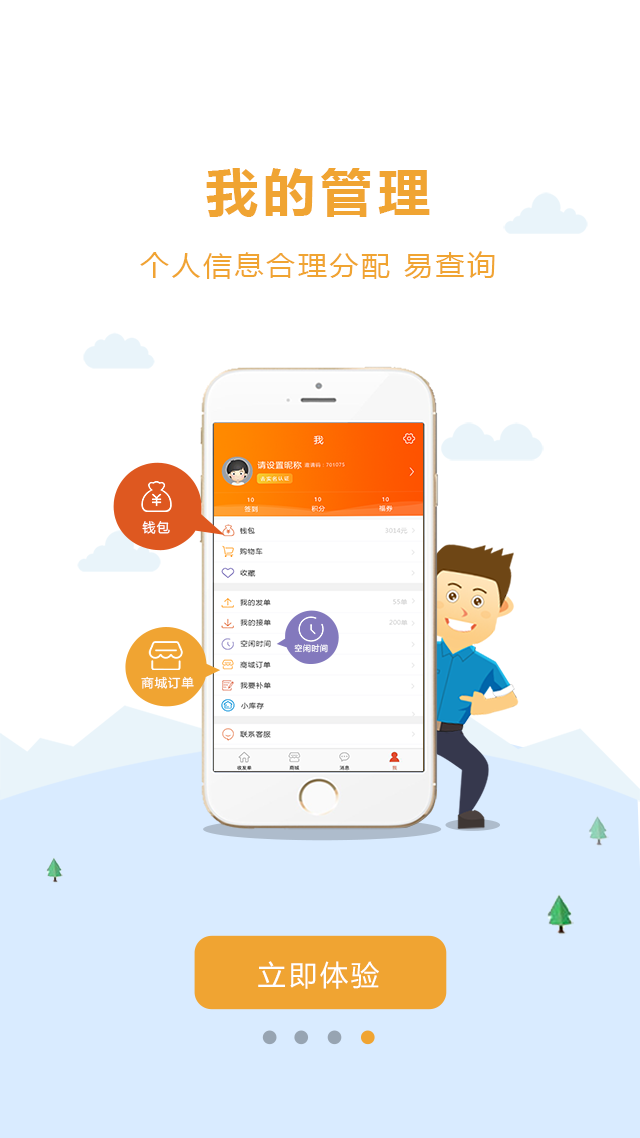 我的管理
个人信息合理分配 易查询
我
请设置昵称 邀请码：701075
10 10 10
签到 积分 福券
钱包
钱包 3014元
购物车
收藏
我的发单 55单
我的接单 200单
空闲时间
空闲时间
商城订单
商城订单
我要补单
小库存
联系客服
收发单 商城 消息 我
立即体验